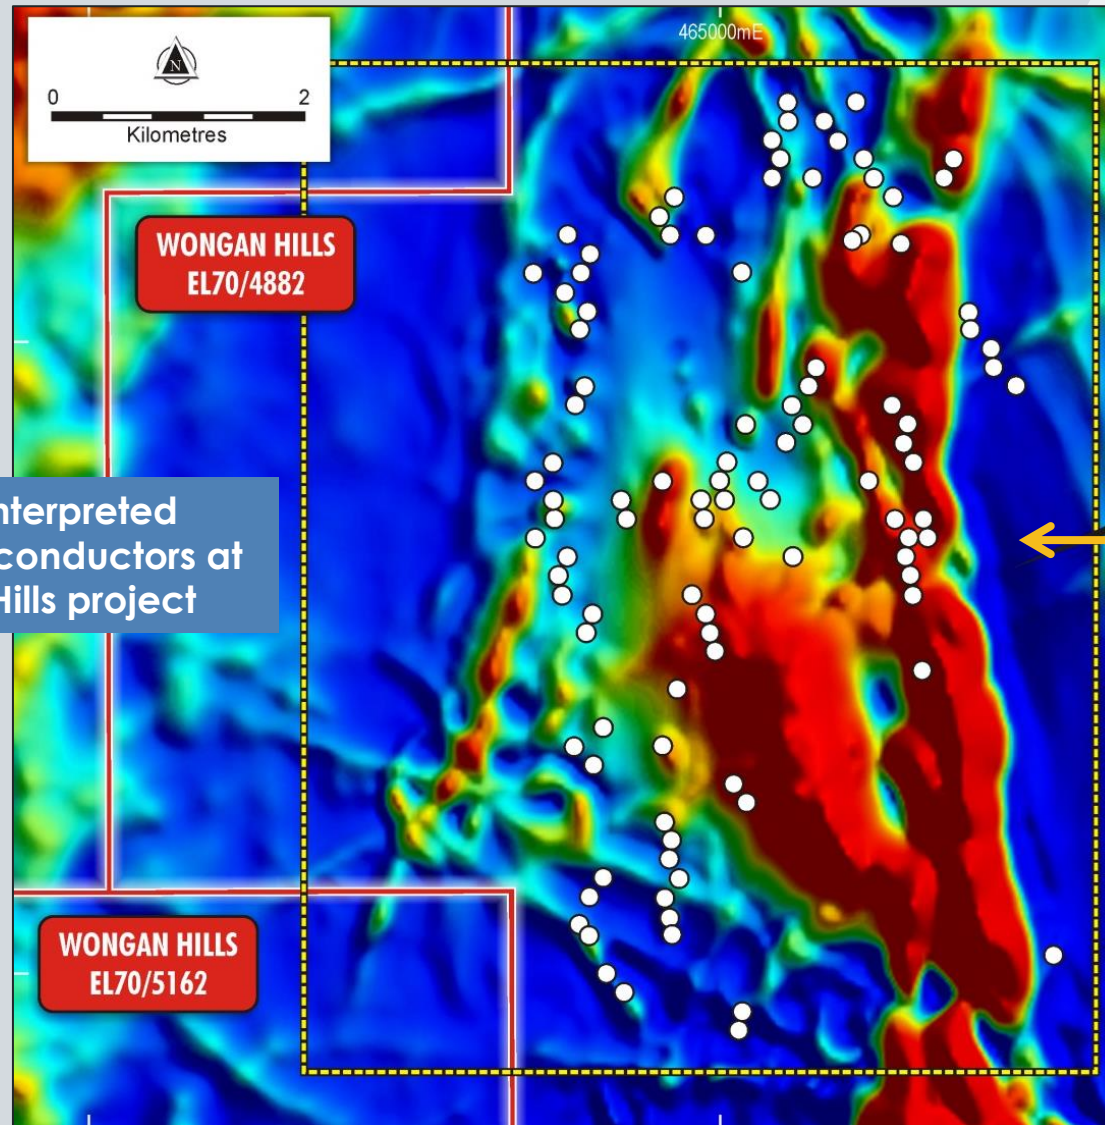 465000mE
N
0 2
Kilometres
WONGAN HILLS
EL70/4882
nterpreted
conductors at
Hills project
WONGAN HILLS
EL70/5162